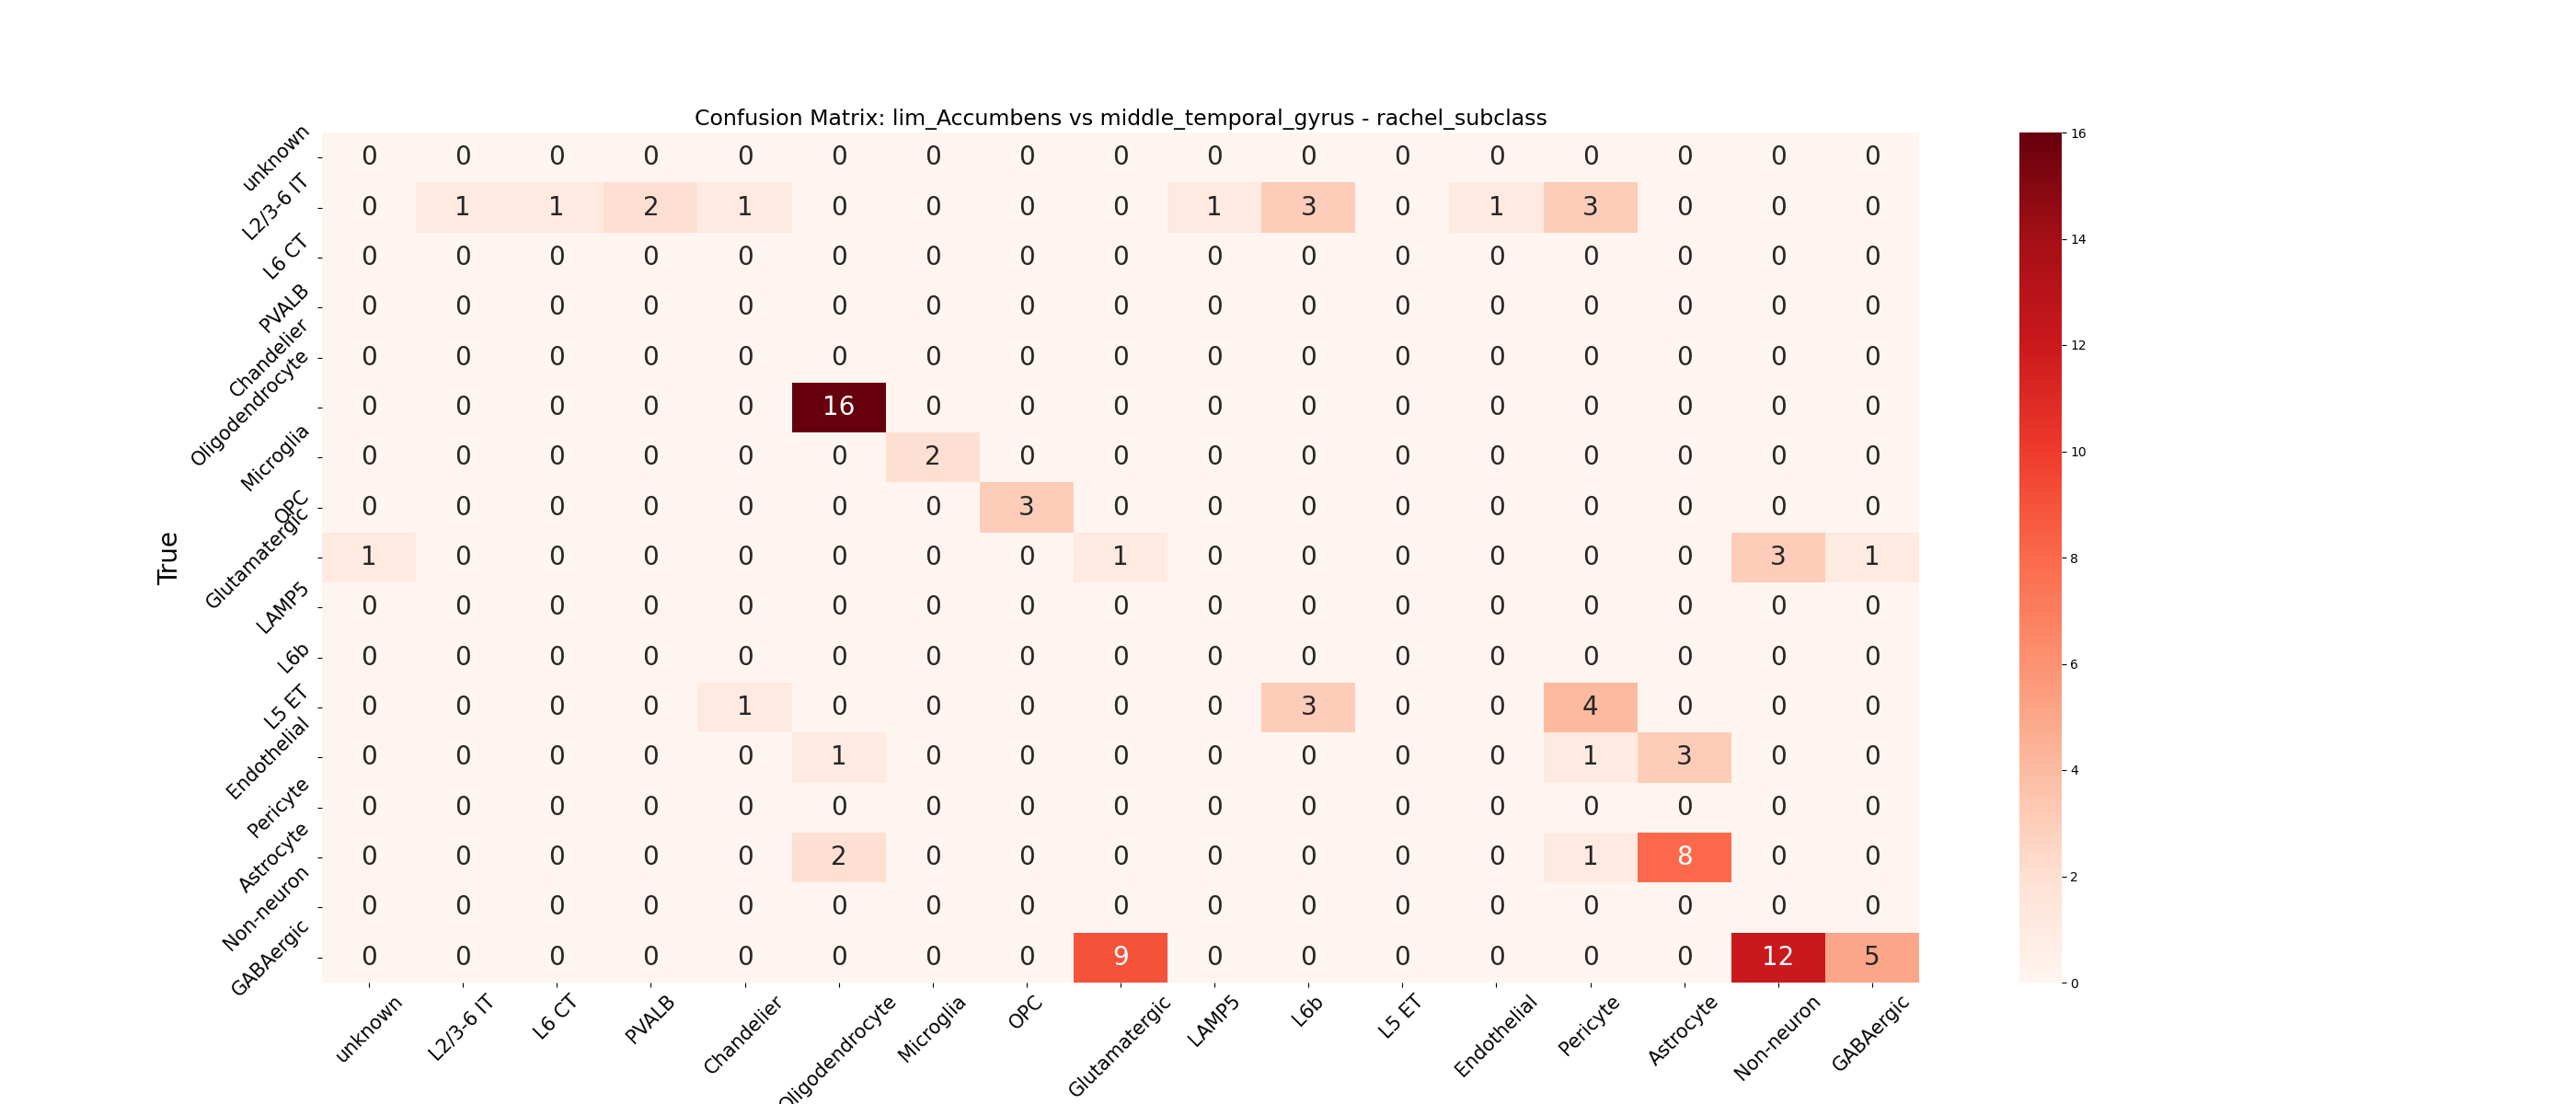 Confusion Matrix: lim_Accumbens vs middle_temporal_gyrus - rachel_subclass
True
unknown 0 0 0 0 0 0 0 0 0 0 0 0 0 0 0 0 0
L2/3-6 IT 0 1 1 2 1 0 0 0 0 1 3 0 1 3 0 0 0
L6 CT 0 0 0 0 0 0 0 0 0 0 0 0 0 0 0 0 0
PVALB 0 0 0 0 0 0 0 0 0 0 0 0 0 0 0 0 0
Chandelier 0 0 0 0 0 0 0 0 0 0 0 0 0 0 0 0 0
Oligodendrocyte 0 0 0 0 0 16 0 0 0 0 0 0 0 0 0 0 0
Microglia 0 0 0 0 0 0 2 0 0 0 0 0 0 0 0 0 0
OPC 0 0 0 0 0 0 0 3 0 0 0 0 0 0 0 0 0
Glutamatergic 1 0 0 0 0 0 0 0 1 0 0 0 0 0 0 3 1
LAMP5 0 0 0 0 0 0 0 0 0 0 0 0 0 0 0 0 0
L6b 0 0 0 0 0 0 0 0 0 0 0 0 0 0 0 0 0
L5 ET 0 0 0 0 1 0 0 0 0 0 3 0 0 4 0 0 0
Endothelial 0 0 0 0 0 1 0 0 0 0 0 0 0 1 3 0 0
Pericyte 0 0 0 0 0 0 0 0 0 0 0 0 0 0 0 0 0
Astrocyte 0 0 0 0 0 2 0 0 0 0 0 0 0 1 8 0 0
Non-neuron 0 0 0 0 0 0 0 0 0 0 0 0 0 0 0 0 0
GABAergic 0 0 0 0 0 0 0 0 9 0 0 0 0 0 0 12 5
unknown L2/3-6 IT L6 CT PVALB Chandelier Oligodendrocyte Microglia OPC Glutamatergic LAMP5 L6b L5 ET Endothelial Pericyte Astrocyte Non-neuron GABAergic
16
14
12
10
8
6
4
2
0